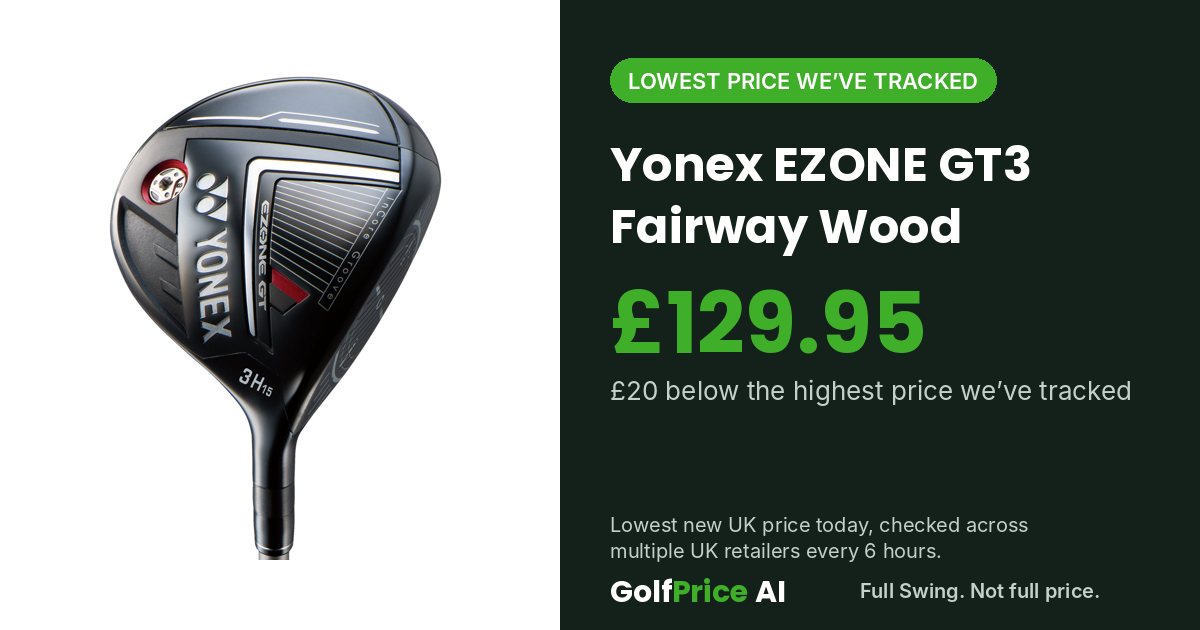 YONEX
EZONE GT
InCore Groove
3H15
LOWEST PRICE WE’VE TRACKED
Yonex EZONE GT3
Fairway Wood
£129.95
£20 below the highest price we’ve tracked
Lowest new UK price today, checked across
multiple UK retailers every 6 hours.
GolfPrice AI
Full Swing. Not full price.